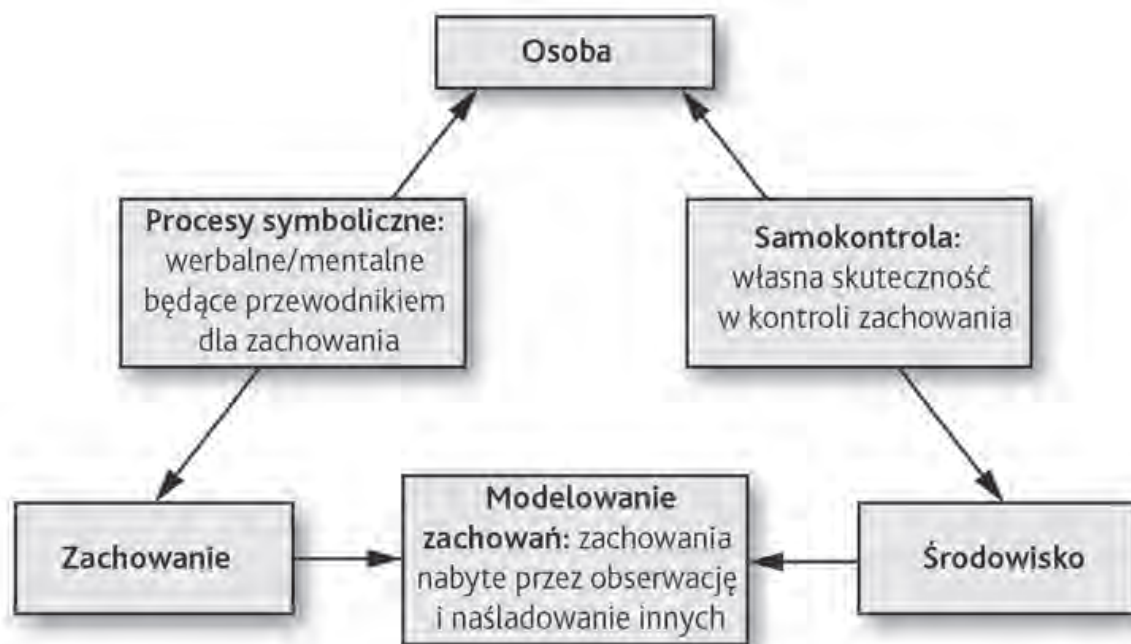 Osoba
Procesy symboliczne:
werbalne/mentalne
będące przewodnikiem
dla zachowania
Samokontrola:
własna skuteczność
w kontroli zachowania
Zachowanie
Modelowanie
zachowań: zachowania
nabyte przez obserwację
i naśladowanie innych
Środowisko